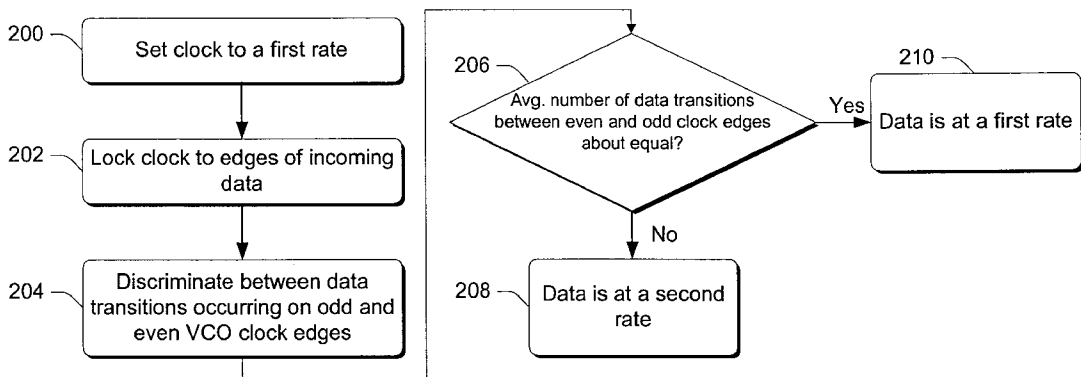 200
Set clock to a first rate
202
Lock clock to edges of incoming
data
204
Discriminate between data
transitions occurring on odd and
even VCO clock edges
206
Avg. number of data transitions
between even and odd clock edges
about equal?
Yes
No
208
Data is at a second
rate
210
Data is at a first rate